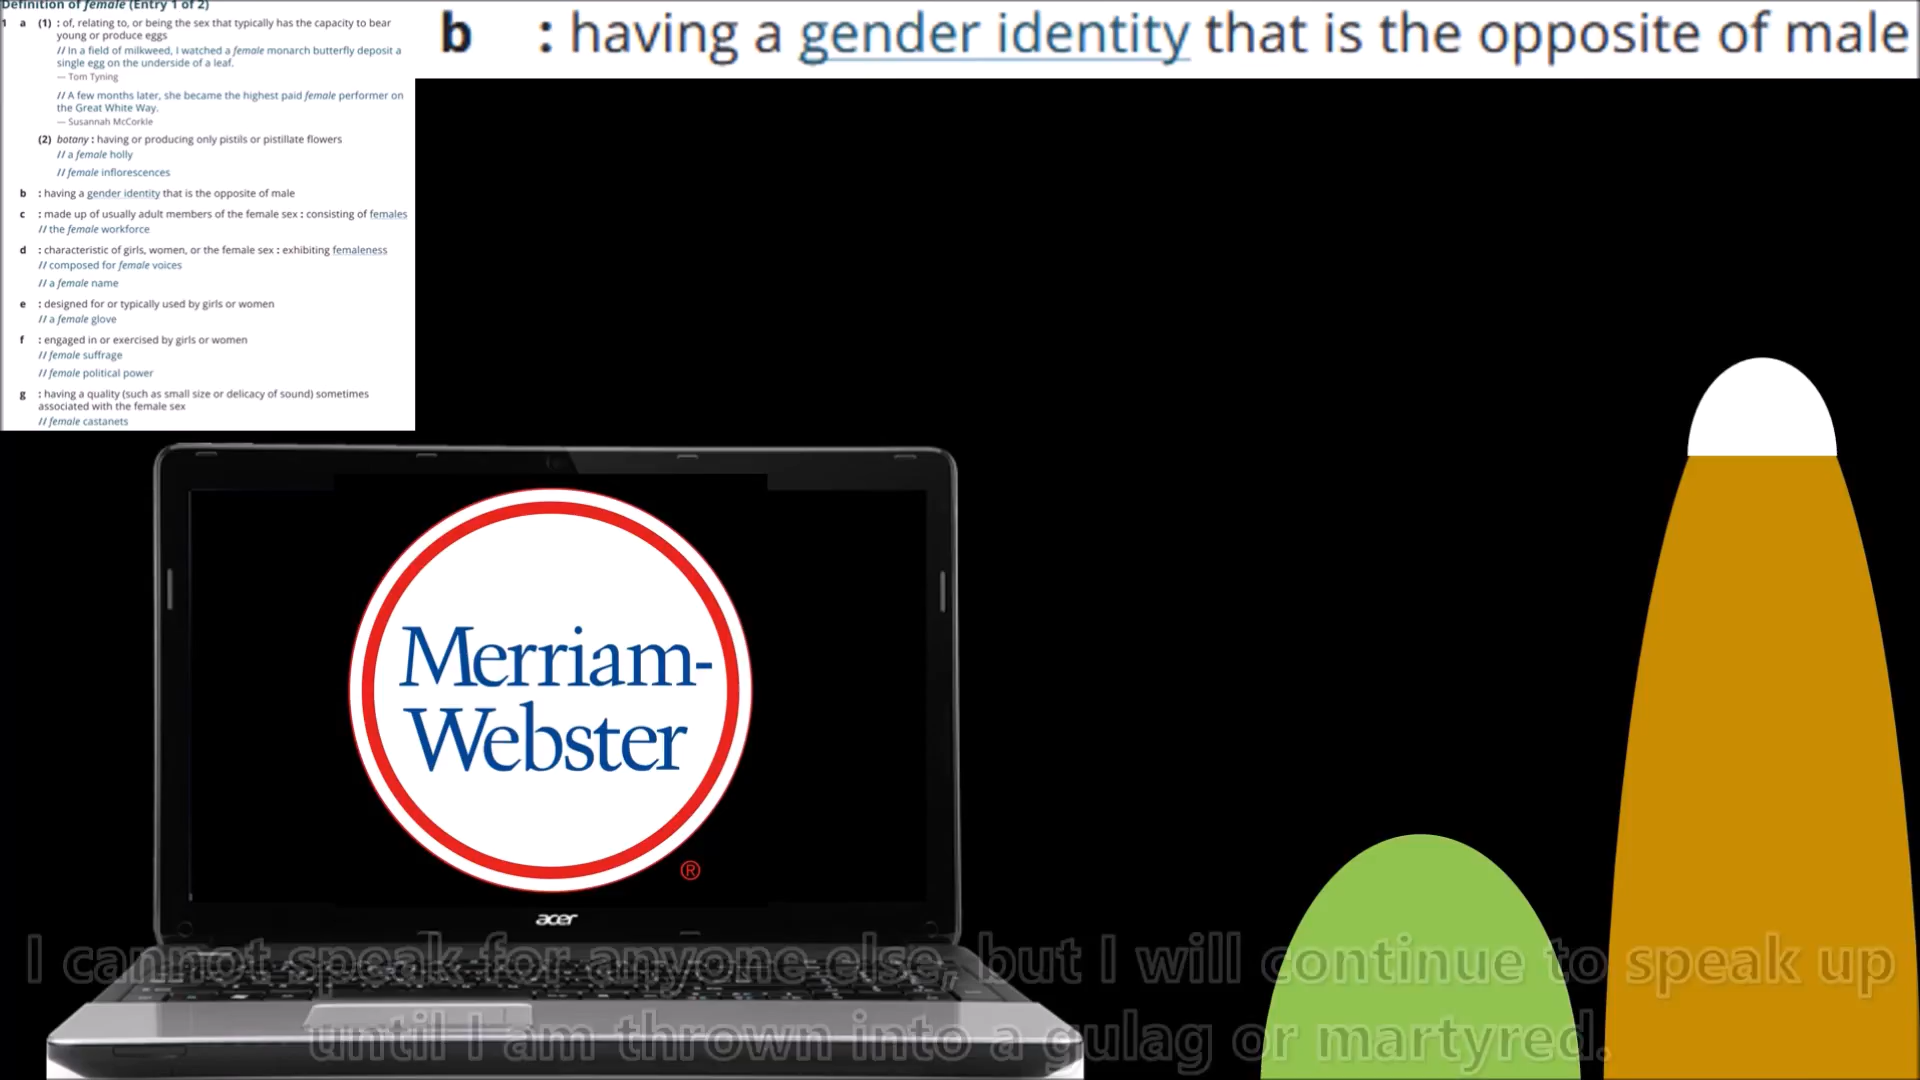 Definition of female (Entry 1 of 2)
1 a (1) : of, relating to, or being the sex that typically has the capacity to bear
young or produce eggs
// In a field of milkweed, I watched a female monarch butterfly deposit a
single egg on the underside of a leaf.
— Tom Tyning
// A few months later, she became the highest paid female performer on
the Great White Way.
— Susannah McCorkle
(2) botany : having or producing only pistils or pistillate flowers
// a female holly
// female inflorescences
b : having a gender identity that is the opposite of male
c : made up of usually adult members of the female sex : consisting of females
// the female workforce
d : characteristic of girls, women, or the female sex : exhibiting femaleness
// composed for female voices
// a female name
e : designed for or typically used by girls or women
// a female glove
f : engaged in or exercised by girls or women
// female suffrage
// female political power
g : having a quality (such as small size or delicacy of sound) sometimes
associated with the female sex
// female castanets
b : having a gender identity that is the opposite of male
Merriam-
Webster
®
acer
I cannot speak for anyone else, but I will continue to speak up
until I am thrown into a gulag or martyred.